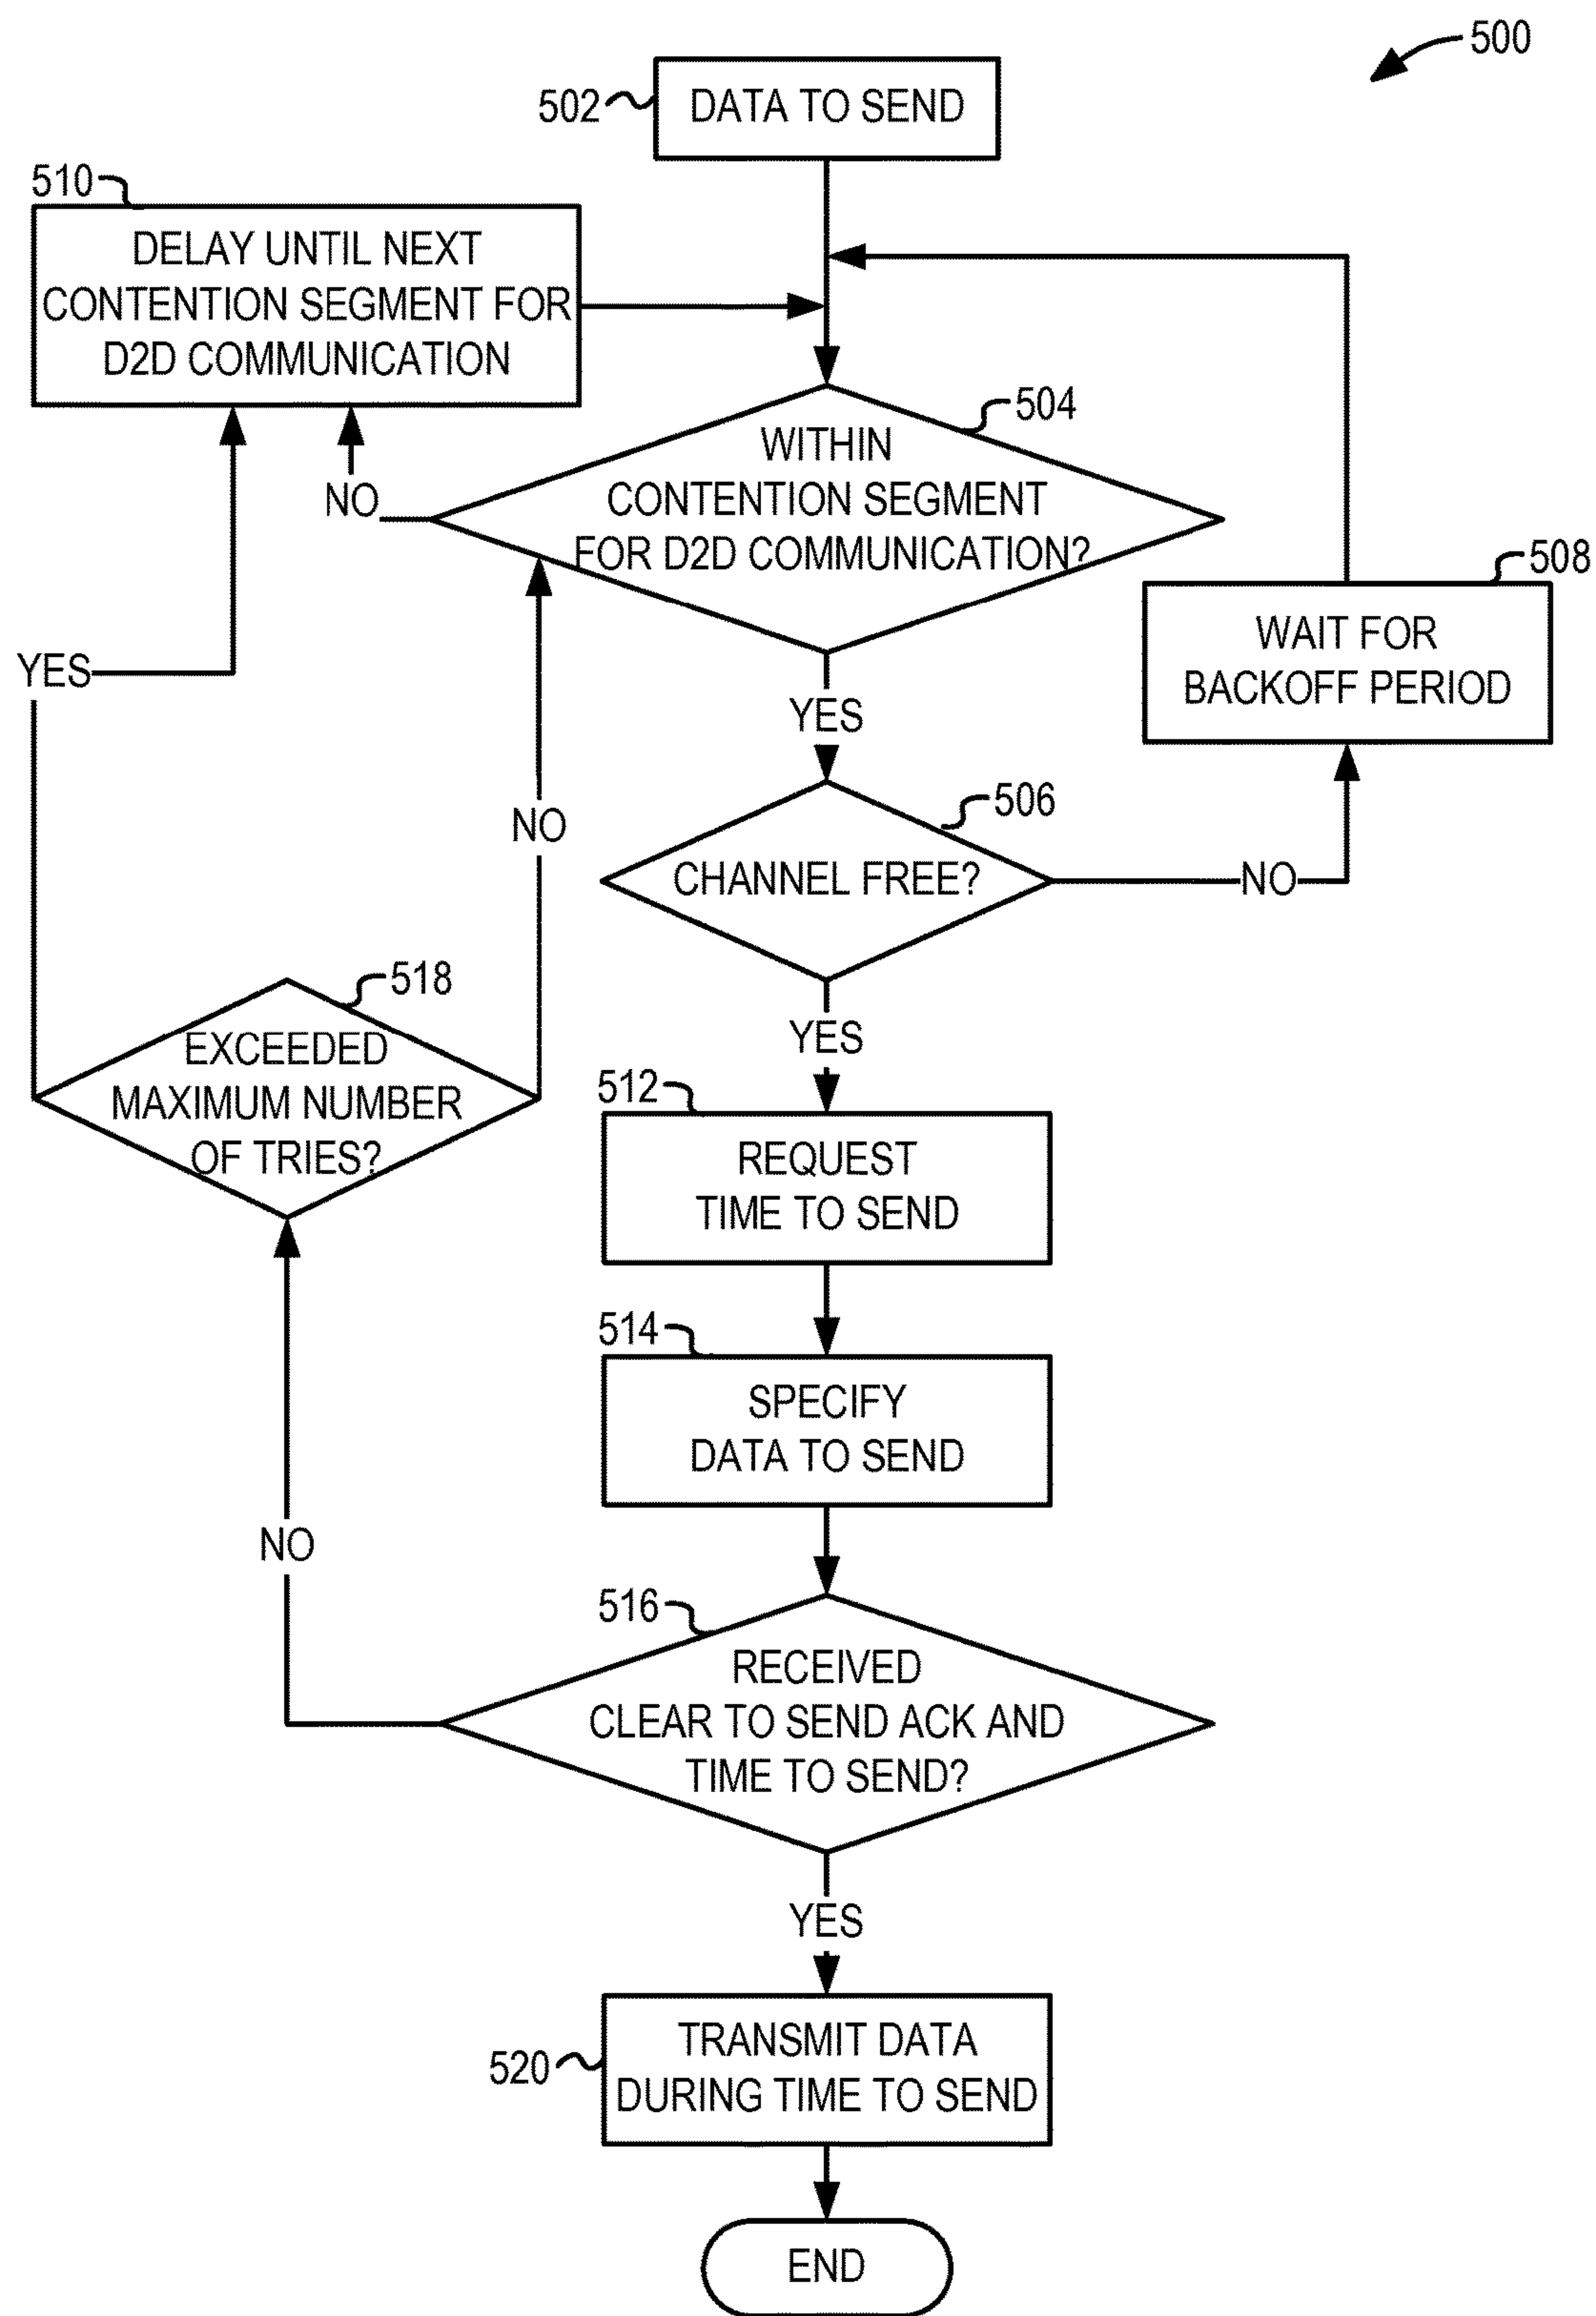 500
502
DATA TO SEND
510
DELAY UNTIL NEXT
CONTENTION SEGMENT FOR
D2D COMMUNICATION
504
WITHIN
CONTENTION SEGMENT
FOR D2D COMMUNICATION?
NO
508
WAIT FOR
BACKOFF PERIOD
YES
YES
506
CHANNEL FREE?
NO
NO
518
EXCEEDED
MAXIMUM NUMBER
OF TRIES?
YES
512
REQUEST
TIME TO SEND
514
SPECIFY
DATA TO SEND
NO
516
RECEIVED
CLEAR TO SEND ACK AND
TIME TO SEND?
YES
520
TRANSMIT DATA
DURING TIME TO SEND
END